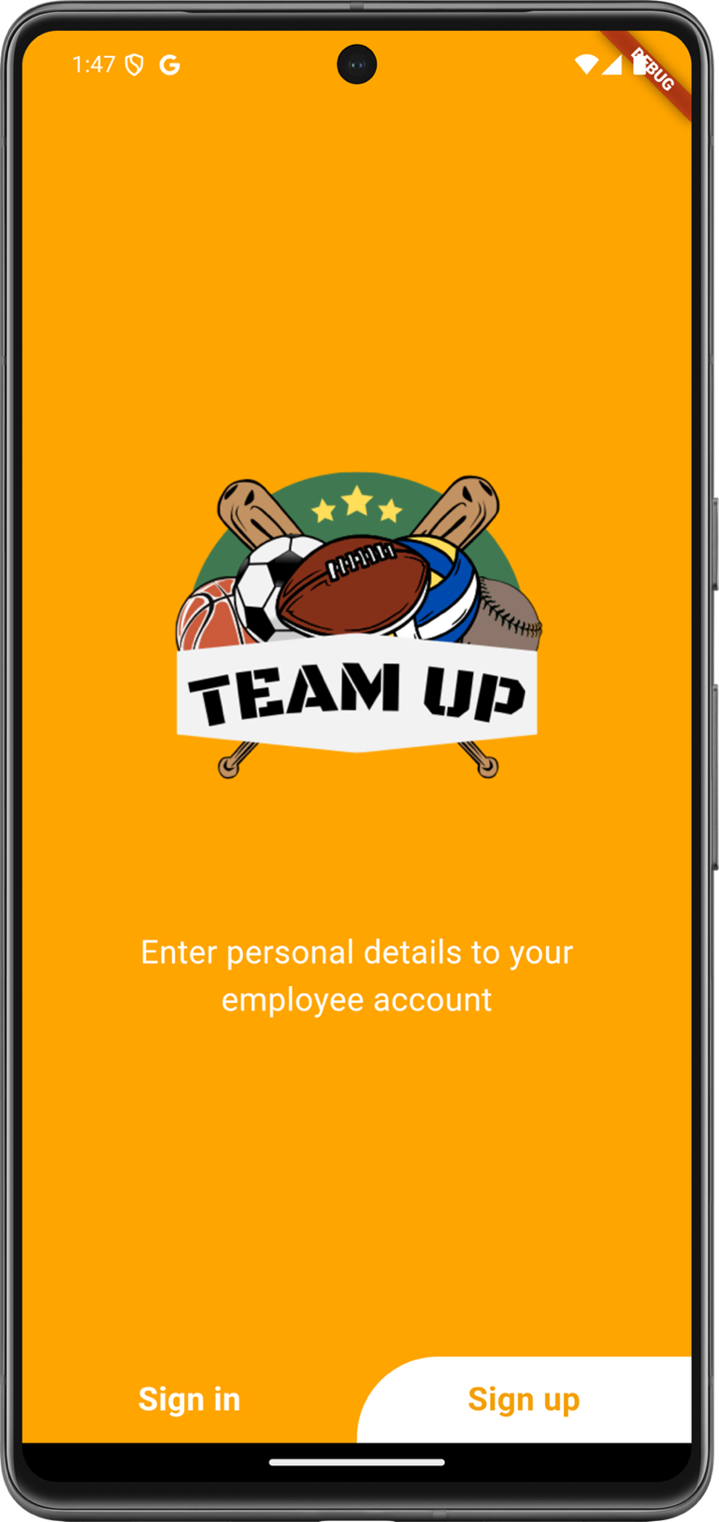 1:47
DEBUG
TEAM UP
Enter personal details to your
employee account
Sign in
Sign up